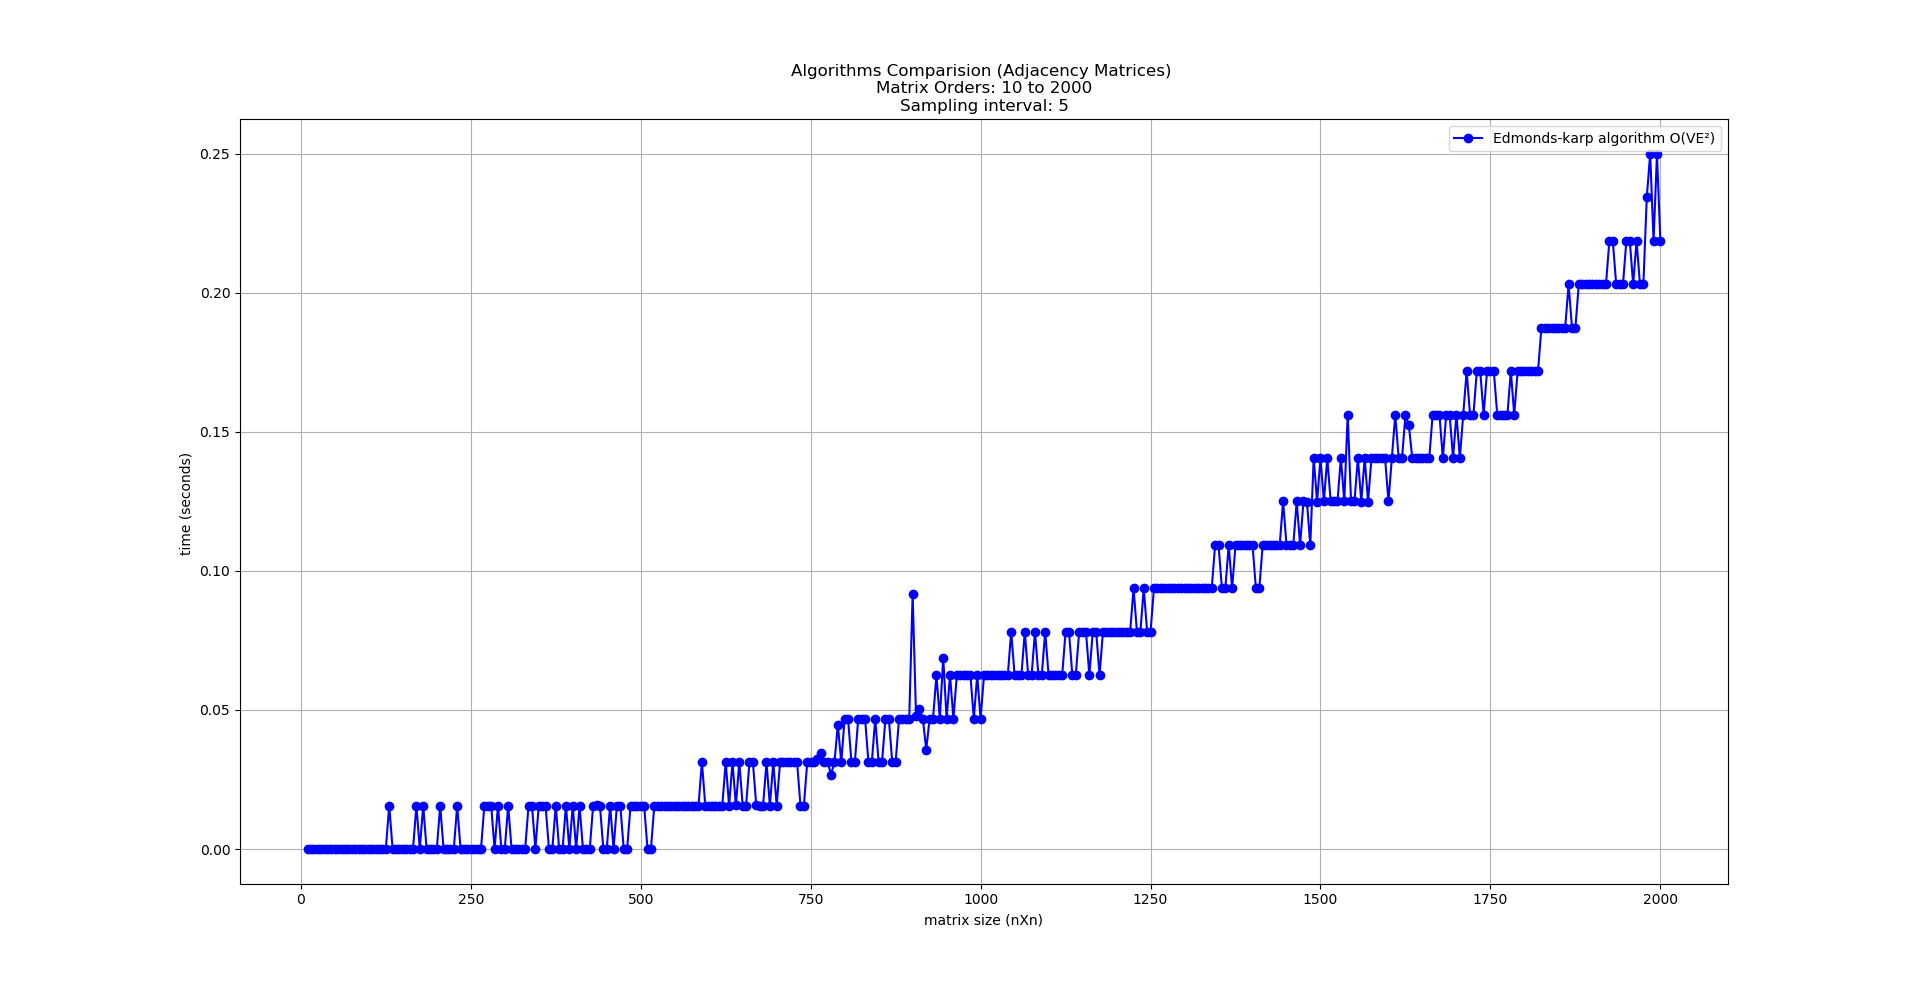 Algorithms Comparision (Adjacency Matrices)
Matrix Orders: 10 to 2000
Sampling interval: 5
Edmonds-karp algorithm O(VE²)
0.25
0.20
0.15
0.10
0.05
0.00
time (seconds)
0 250 500 750 1000 1250 1500 1750 2000
matrix size (nXn)